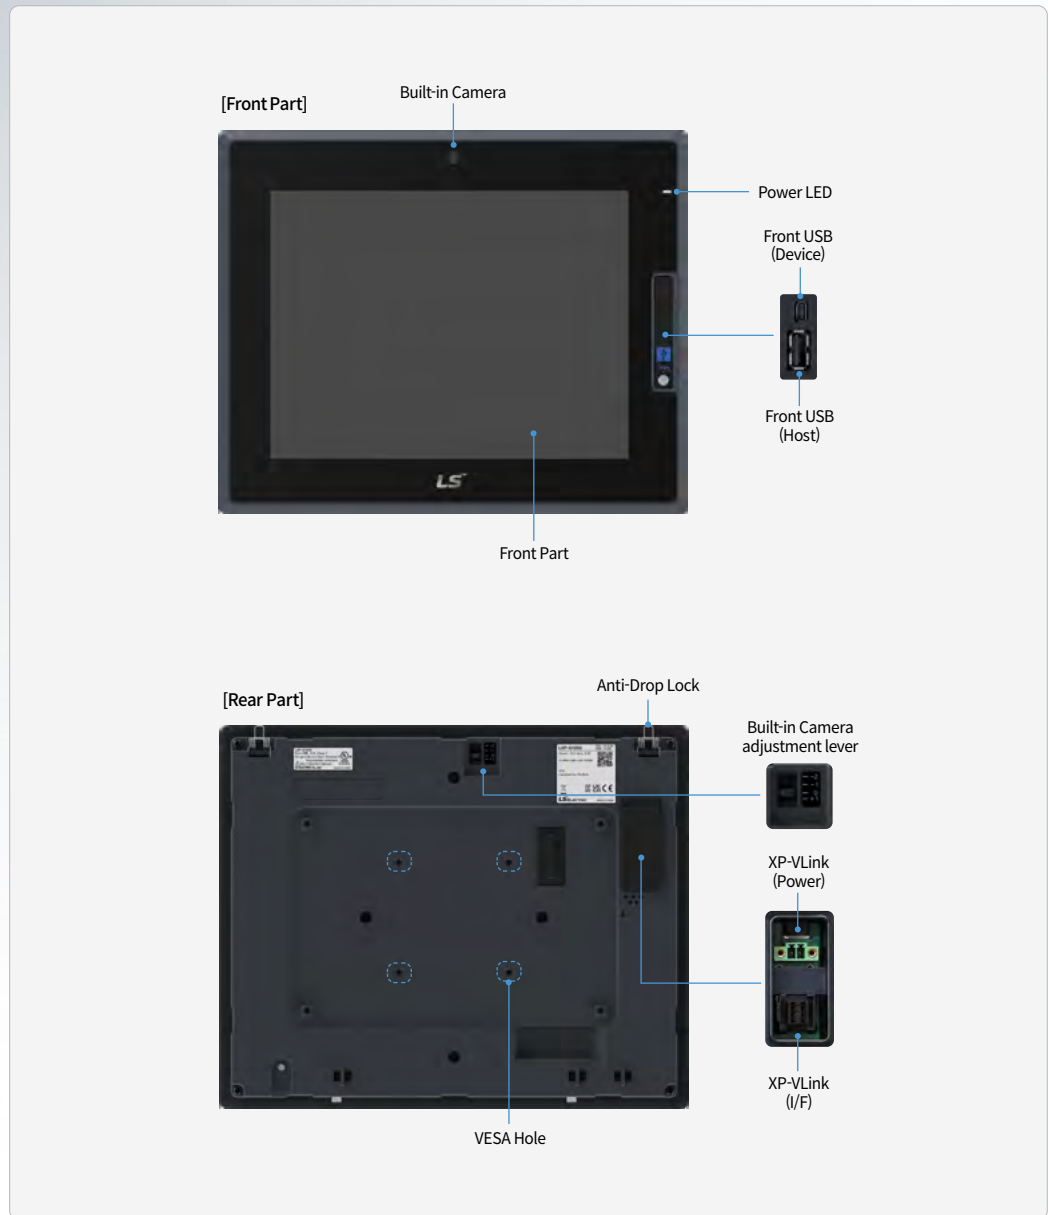 [Front Part]
Built-in Camera
Power LED
Front USB
(Device)
Front USB
(Host)
LS
Front Part
[Rear Part]
Anti-Drop Lock
Built-in Camera
adjustment lever
XP-VLink
(Power)
XP-VLink
(I/F)
VESA Hole